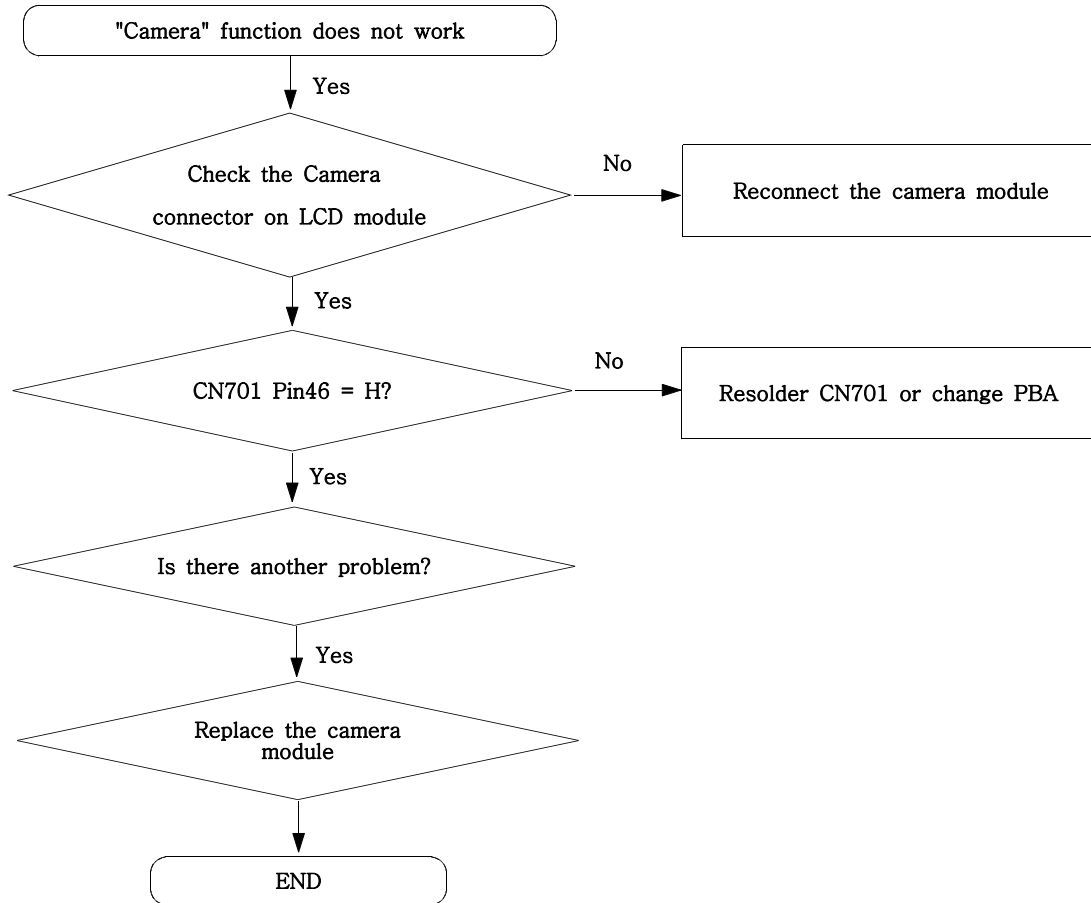 "Camera" function does not work
Yes
Check the Camera
connector on LCD module
No
Reconnect the camera module
Yes
CN701 Pin46 = H?
No
Resolder CN701 or change PBA
Yes
Is there another problem?
Yes
Replace the camera
module
END